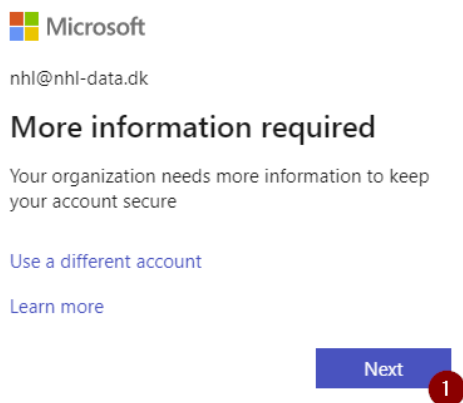 Microsoft
nhl@nhl-data.dk
More information required
Your organization needs more information to keep
your account secure
Use a different account
Learn more
Next
1